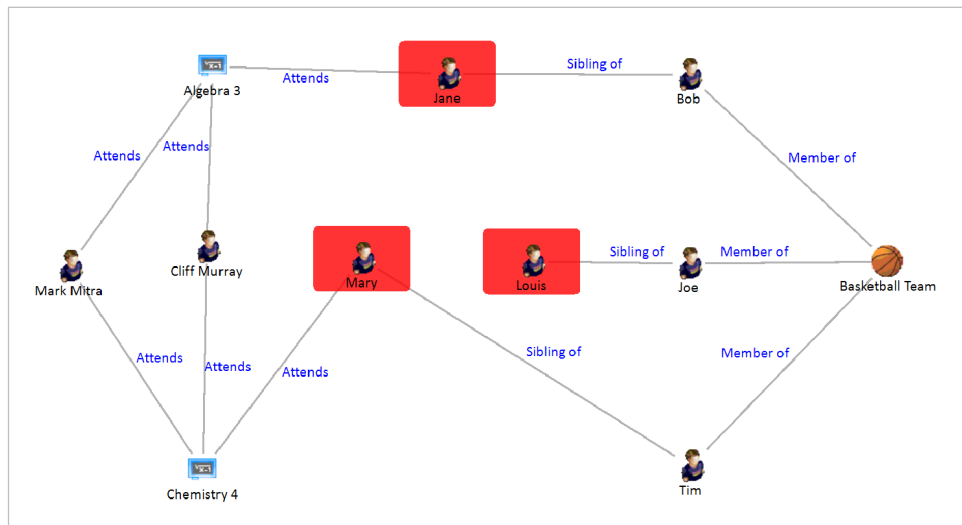 Attends
Sibling of
Algebra 3
Jane
Bob
Attends
Attends
Member of
Cliff Murray
Mark Mitra
Mary
Louis
Sibling of
Joe
Member of
Basketball Team
Attends
Attends
Attends
Sibling of
Member of
Chemistry 4
Tim